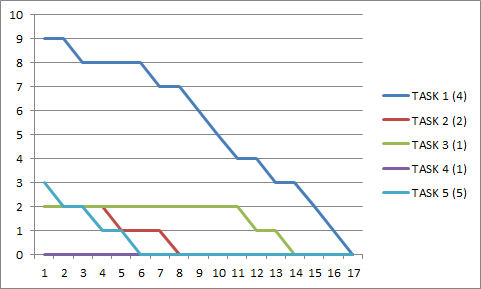 10
9
8
7
6
5
4
3
2
1
0
1 2 3 4 5 6 7 8 9 10 11 12 13 14 15 16 17
TASK 1 (4)
TASK 2 (2)
TASK 3 (1)
TASK 4 (1)
TASK 5 (5)